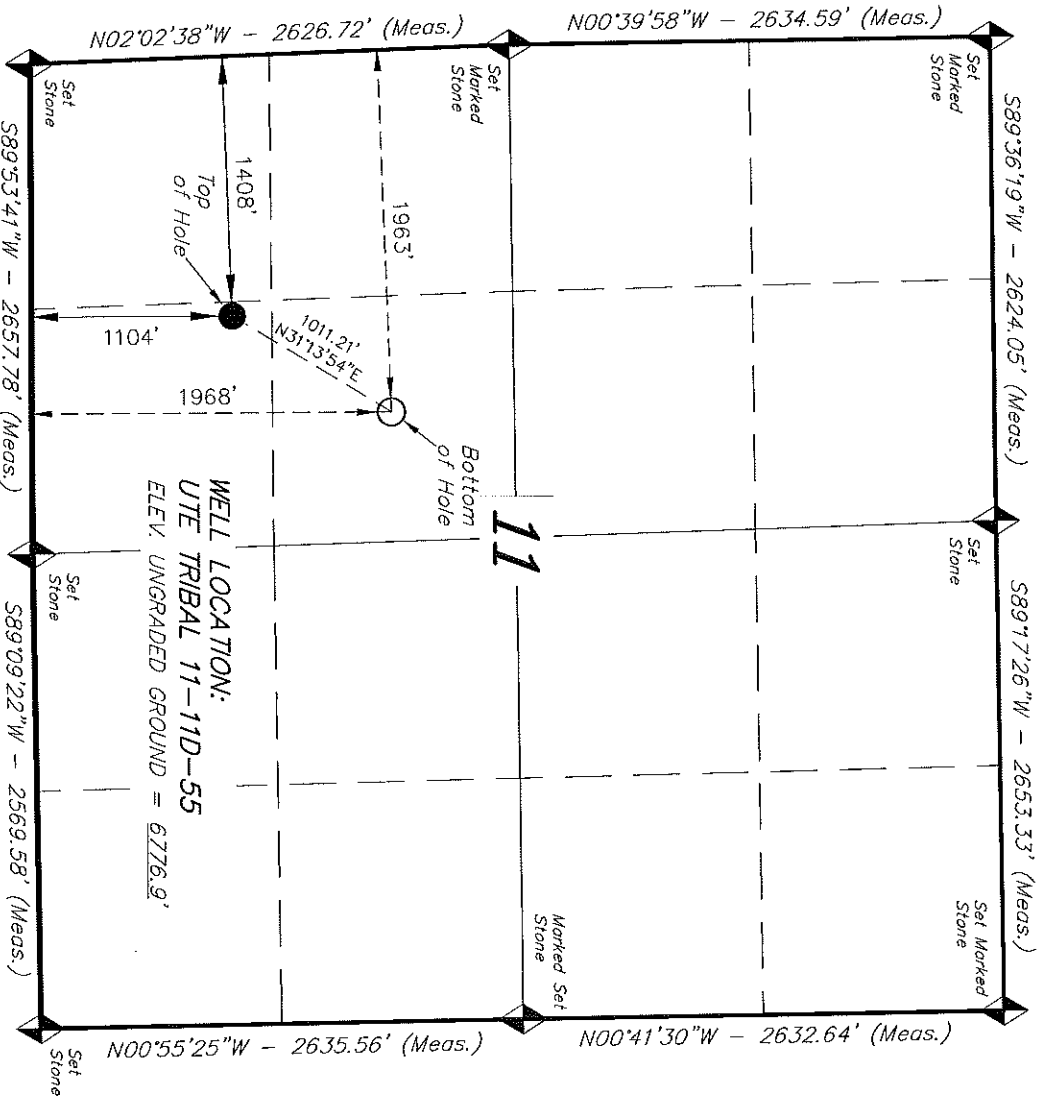 S89°36'19"W - 2624.05' (Meas.)
S89°17'26"W - 2653.33' (Meas.)
N00°39'58"W - 2634.59' (Meas.)
N02°02'38"W - 2626.72' (Meas.)
N00°41'30"W - 2632.64' (Meas.)
N00°55'25"W - 2635.56' (Meas.)
S89°53'41"W - 2657.78' (Meas.)
S89°09'22"W - 2569.58' (Meas.)
Set
Marked
Stone
Set
Stone
Set Marked
Stone
Set
Marked
Stone
Marked Set
Stone
11
1963'
Bottom
of Hole
1011.21'
N31°13'54"E
1408'
Top
of Hole
1104'
1968'
WELL LOCATION:
UTE TRIBAL 11-11D-55
ELEV. UNGRADED GROUND = 6776.9'
Set
Stone
Set
Stone
Set
Stone